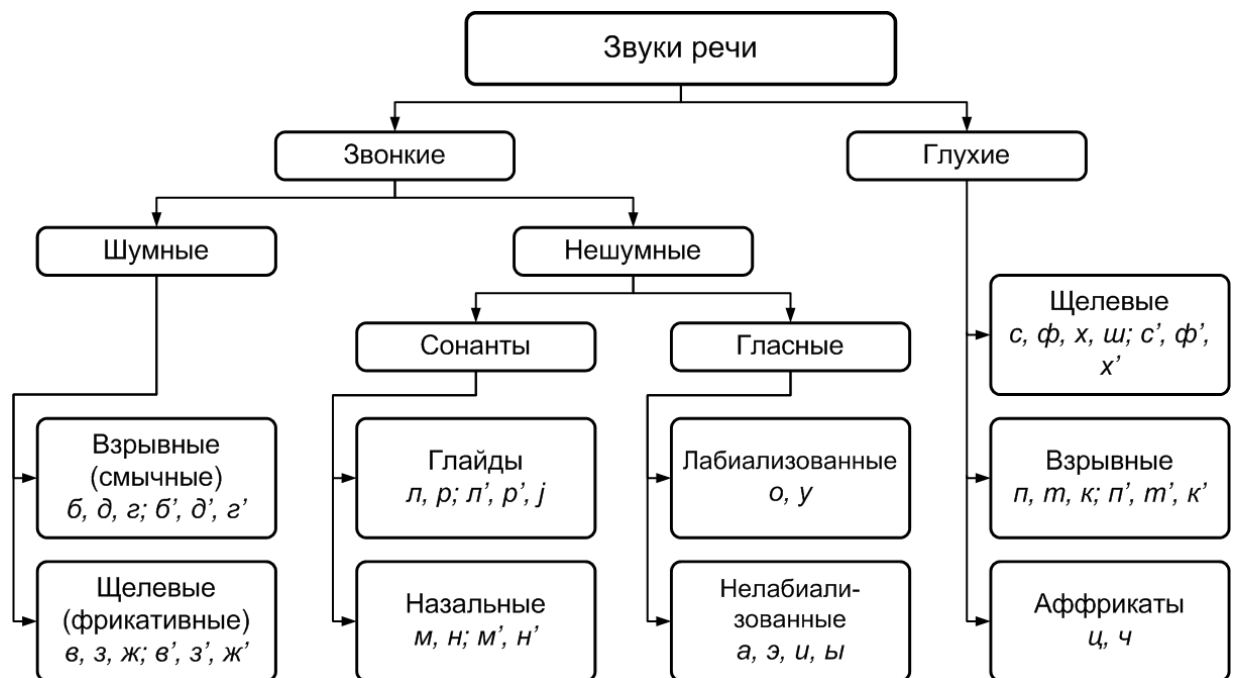 Звуки речи
Звонкие
Глухие
Шумные
Нешумные
Сонанты
Гласные
Щелевые
с, ф, х, ш; с’, ф’,
х’
Взрывные
(смычные)
б, д, г; б’, д’, г’
Глайды
л, р; л’, р’, j
Лабиализованные
о, у
Взрывные
п, т, к; п’, т’, к’
Щелевые
(фрикативные)
в, з, ж; в’, з’, ж’
Назальные
м, н; м’, н’
Нелабиали-
зованные
а, э, и, ы
Аффрикаты
ц, ч